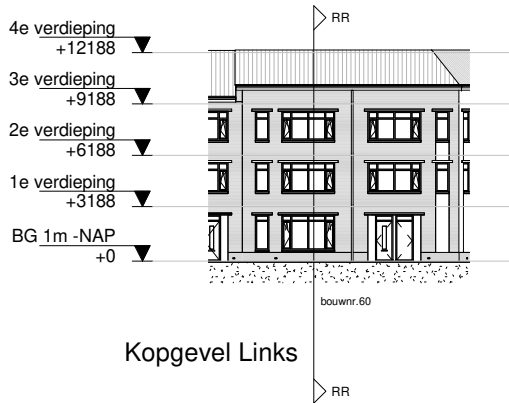 RR
4e verdieping
+12188
3e verdieping
+9188
2e verdieping
+6188
1e verdieping
+3188
BG 1m -NAP
+0
bouwnr.60
Kopgevel Links
RR